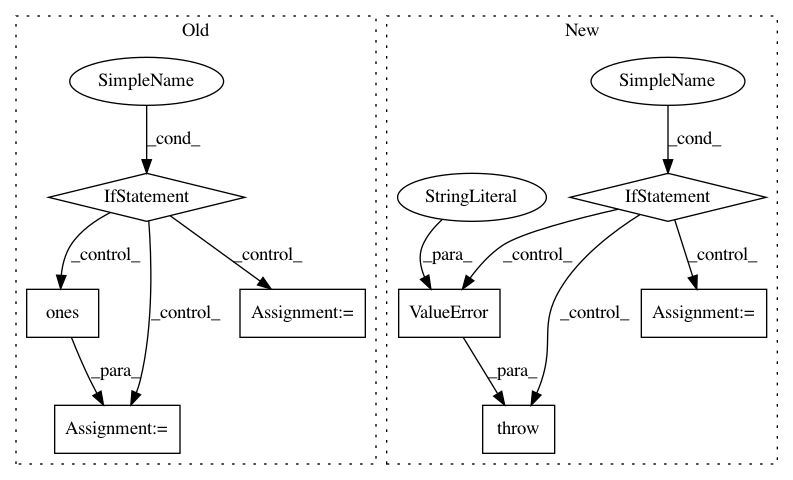 Old
New
SimpleName
SimpleName
_cond_
_cond_
IfStatement
StringLiteral
IfStatement
_control_
_control_
_control_
_para_
_control_
_control_
_control_
ones
Assignment:=
ValueError
Assignment:=
_para_
_para_
Assignment:=
throw